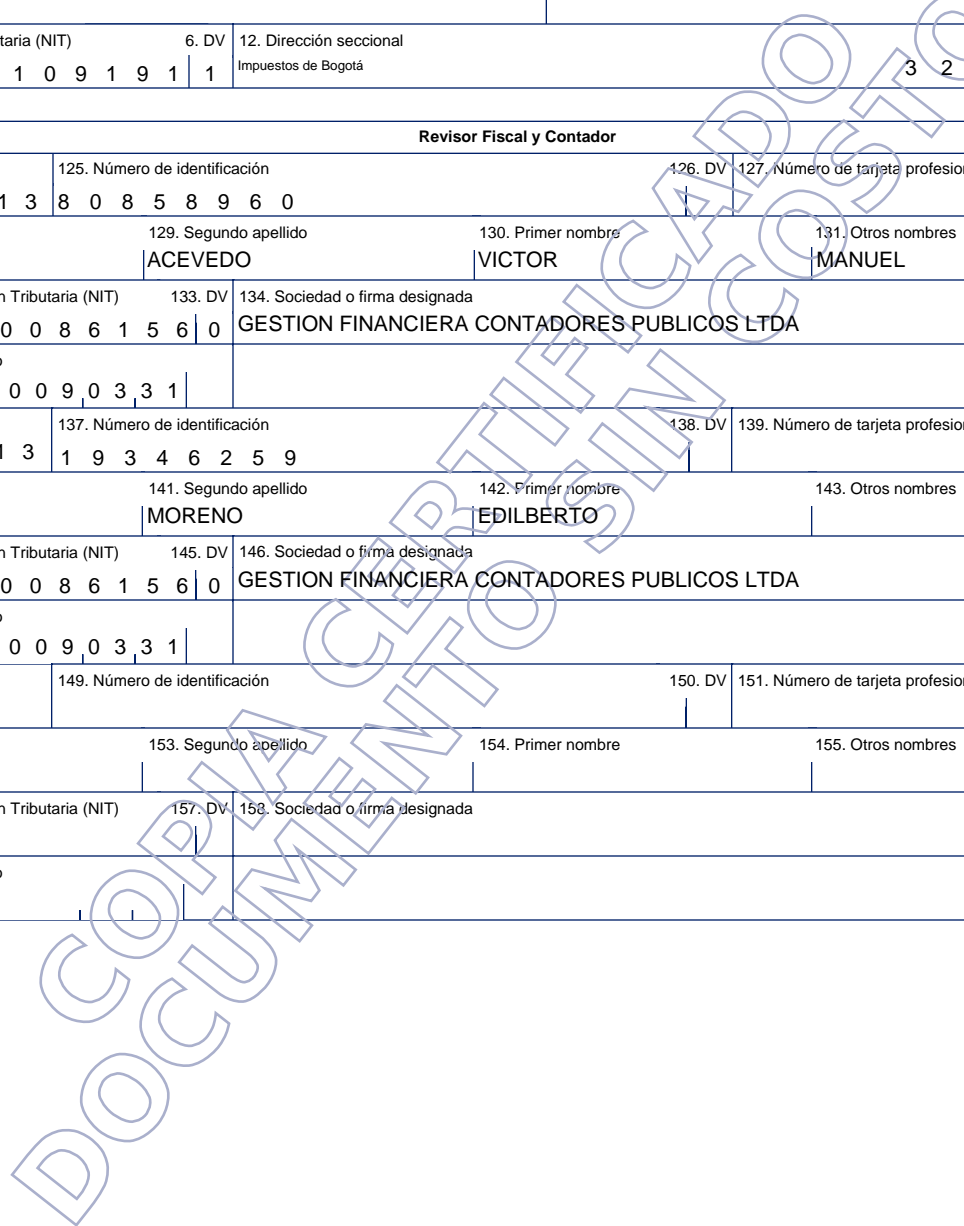 taria (NIT) 6. DV 12. Dirección seccional
1 0 9 1 9 1 1 Impuestos de Bogotá 3 2
Revisor Fiscal y Contador
125. Número de identificación 126. DV 127. Número de tarjeta profesion
1 3 8 0 8 5 8 9 6 0
129. Segundo apellido 130. Primer nombre 131. Otros nombres
ACEVEDO VICTOR MANUEL
n Tributaria (NIT) 133. DV 134. Sociedad o firma designada
0 0 8 6 1 5 6 0 GESTION FINANCIERA CONTADORES PUBLICOS LTDA
o
0 0 9 0 3 3 1
137. Número de identificación 138. DV 139. Número de tarjeta profesion
1 3 1 9 3 4 6 2 5 9
141. Segundo apellido 142. Primer nombre 143. Otros nombres
MORENO EDILBERTO
n Tributaria (NIT) 145. DV 146. Sociedad o firma designada
0 0 8 6 1 5 6 0 GESTION FINANCIERA CONTADORES PUBLICOS LTDA
o
0 0 9 0 3 3 1
149. Número de identificación 150. DV 151. Número de tarjeta profesion
153. Segundo apellido 154. Primer nombre 155. Otros nombres
n Tributaria (NIT) 157. DV 158. Sociedad o firma designada
o
COPIA CERTIFICADO
DOCUMENTO SIN COSTO